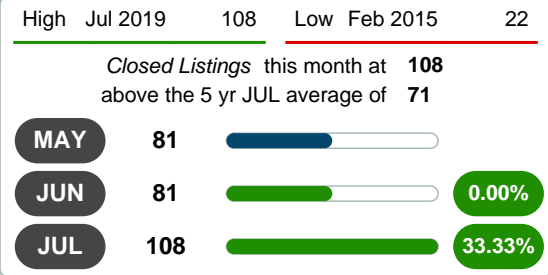 High Jul 2019 108 Low Feb 2015 22
Closed Listings this month at 108
above the 5 yr JUL average of 71
MAY 81
JUN 81 0.00%
JUL 108 33.33%